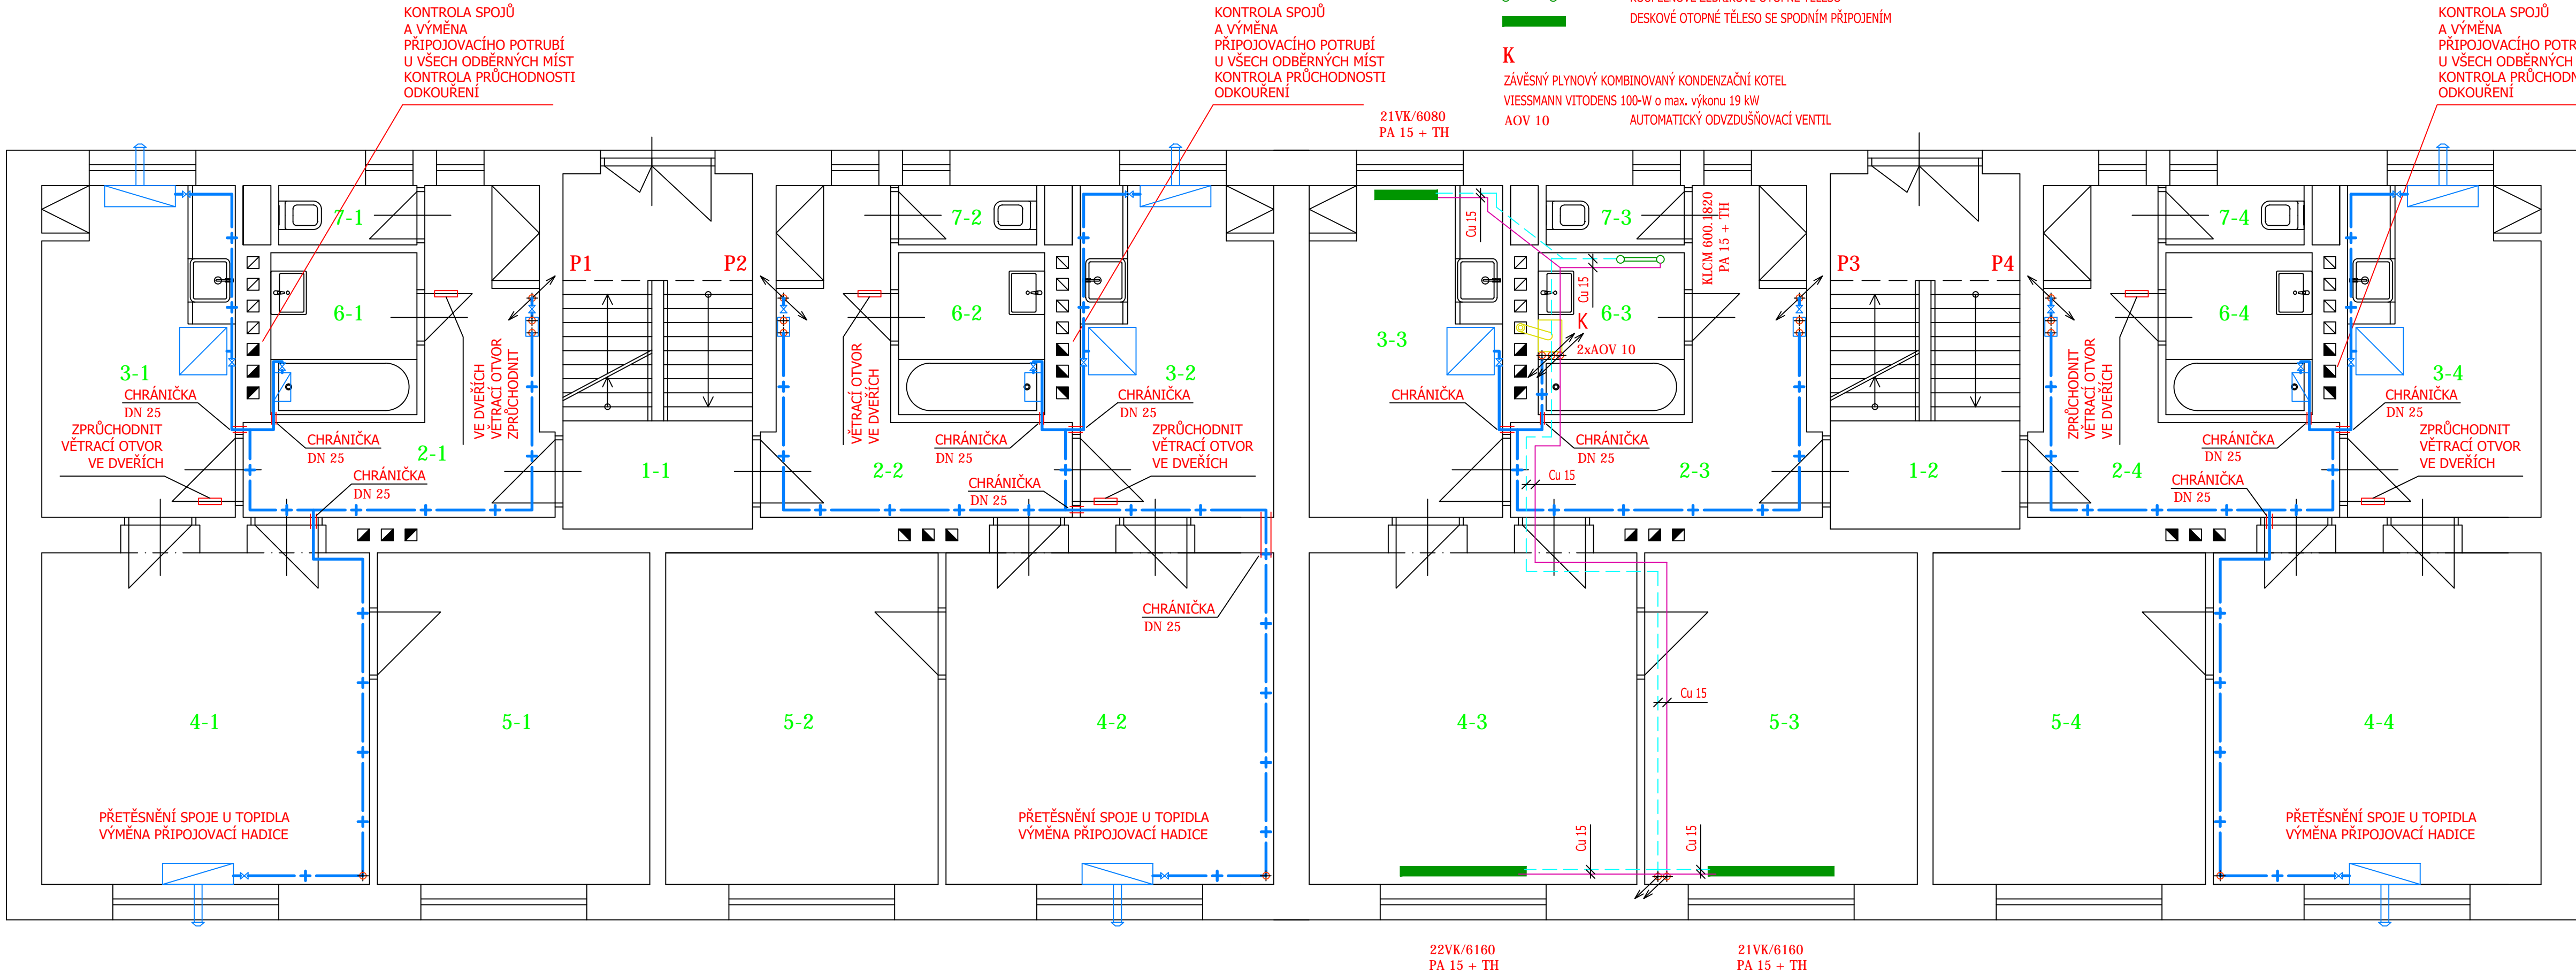 KONTROLA SPOJŮ
A VÝMĚNA
PŘIPOJOVACÍHO POTRUBÍ
U VŠECH ODBĚRNÝCH MÍST
KONTROLA PRŮCHODNOSTI
ODKOUŘENÍ
KONTROLA SPOJŮ
A VÝMĚNA
PŘIPOJOVACÍHO POTRUBÍ
U VŠECH ODBĚRNÝCH MÍST
KONTROLA PRŮCHODNOSTI
ODKOUŘENÍ
DESKOVÉ OTOPNÉ TĚLESO SE SPODNÍM PŘIPOJENÍM
K
ZÁVĚSNÝ PLYNOVÝ KOMBINOVANÝ KONDENZAČNÍ KOTEL
VIESSMANN VITODENS 100-W o max. výkonu 19 kW
AOV 10 AUTOMATICKÝ ODVZDUŠŇOVACÍ VENTIL
KONTROLA SPOJŮ
A VÝMĚNA
U VŠECH ODBĚRNÝCH
ODKOUŘENÍ
21VK/6080
PA 15 + TH
7-1
7-2
7-3
7-4
Cu 15
KLCM 600.1820
PA 15 + TH
P1
P2
P3
P4
Cu 15
6-1
6-2
6-3
6-4
K
2xAOV 10
3-1
3-2
3-3
3-4
VE DVEŘÍCH
VĚTRACÍ OTVOR
ZPRŮCHODNIT
VĚTRACÍ OTVOR
VE DVEŘÍCH
ZPRŮCHODNIT
VĚTRACÍ OTVOR
VE DVEŘÍCH
CHRÁNIČKA
DN 25
ZPRŮCHODNIT
VĚTRACÍ OTVOR
VE DVEŘÍCH
CHRÁNIČKA
DN 25
CHRÁNIČKA
DN 25
CHRÁNIČKA
DN 25
CHRÁNIČKA
DN 25
CHRÁNIČKA
DN 25
ZPRŮCHODNIT
VĚTRACÍ OTVOR
VE DVEŘÍCH
CHRÁNIČKA
CHRÁNIČKA
DN 25
CHRÁNIČKA
DN 25
CHRÁNIČKA
DN 25
CHRÁNIČKA
DN 25
ZPRŮCHODNIT
VĚTRACÍ OTVOR
VE DVEŘÍCH
2-1
1-1
2-2
2-3
1-2
2-4
Cu 15
CHRÁNIČKA
DN 25
Cu 15
4-1
5-1
5-2
4-2
4-3
5-3
5-4
4-4
PŘETĚSNĚNÍ SPOJE U TOPIDLA
VÝMĚNA PŘIPOJOVACÍ HADICE
PŘETĚSNĚNÍ SPOJE U TOPIDLA
VÝMĚNA PŘIPOJOVACÍ HADICE
Cu 15
Cu 15
PŘETĚSNĚNÍ SPOJE U TOPIDLA
VÝMĚNA PŘIPOJOVACÍ HADICE
22VK/6160
PA 15 + TH
21VK/6160
PA 15 + TH